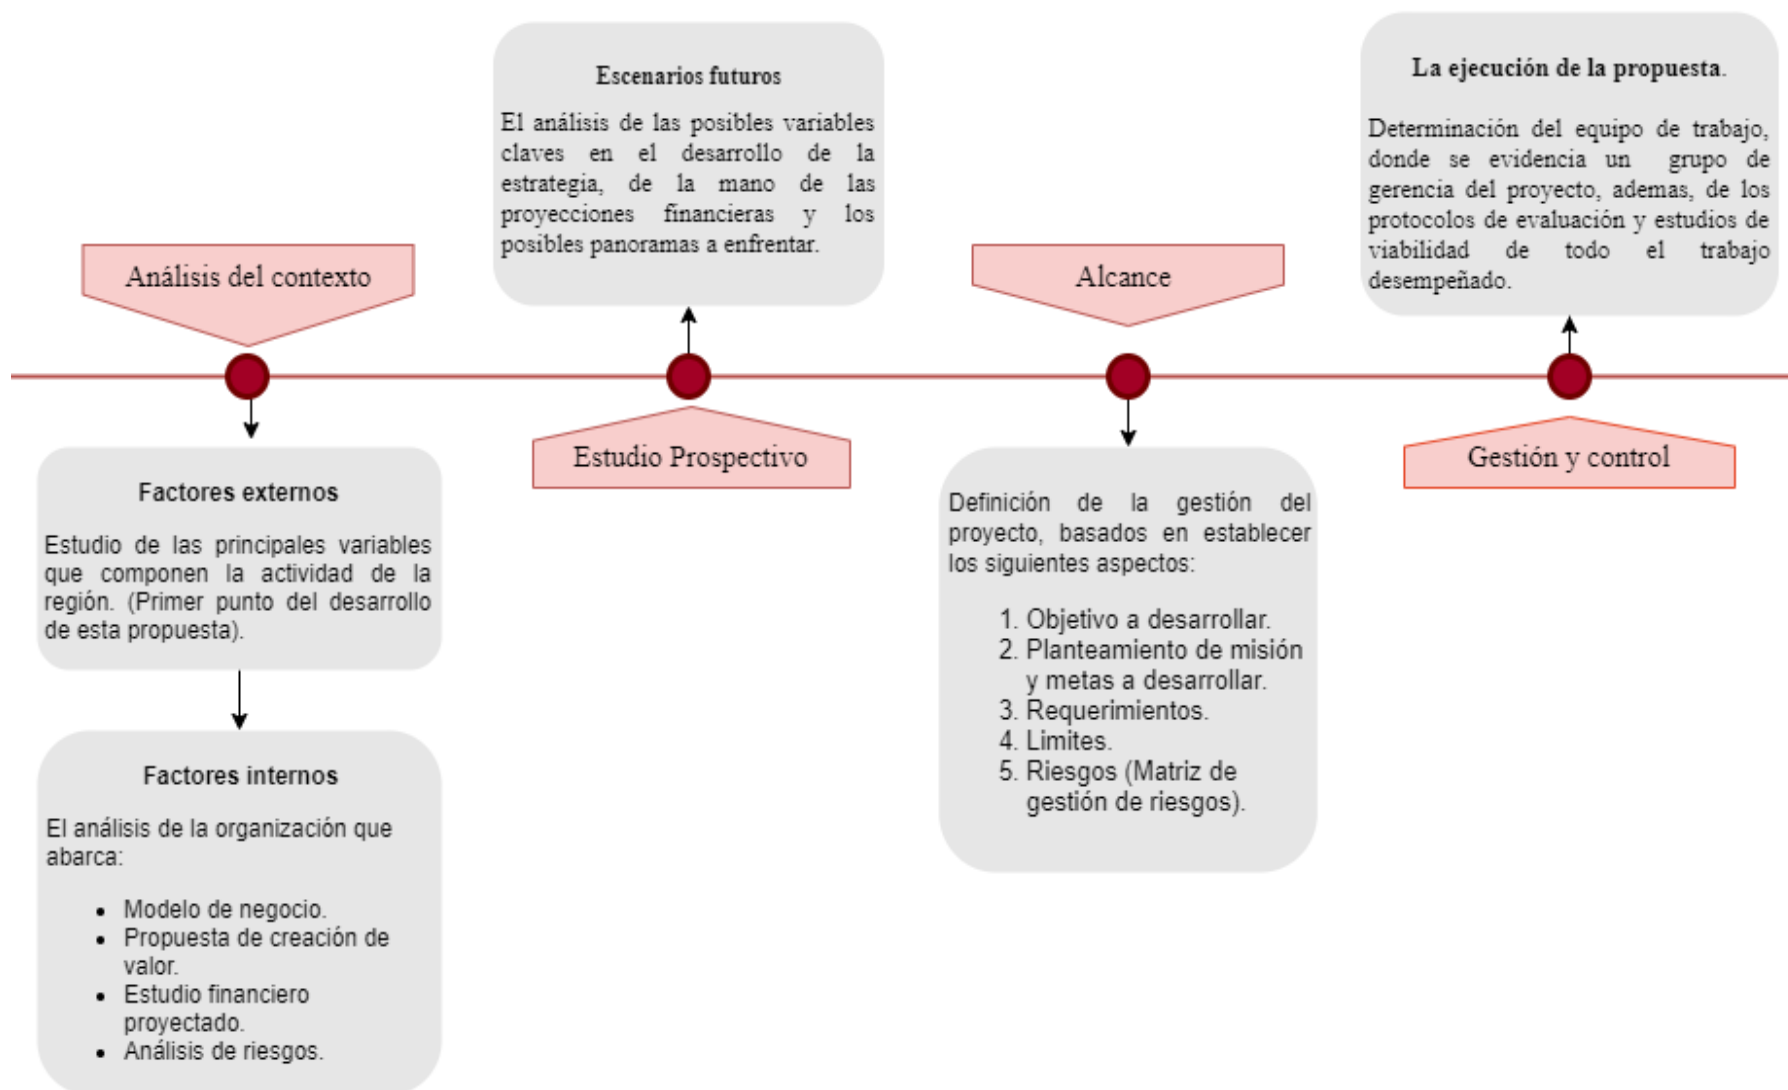 Análisis del contexto
Factores externos
Estudio de las principales variables
que componen la actividad de la
región. (Primer punto del desarrollo
de esta propuesta).
Factores internos
El análisis de la organización que
abarca:
• Modelo de negocio.
• Propuesta de creación de
valor.
• Estudio financiero
proyectado.
• Análisis de riesgos.
Escenarios futuros
El análisis de las posibles variables
claves en el desarrollo de la
estrategia, de la mano de las
proyecciones financieras y los
posibles panoramas a enfrentar.
Estudio Prospectivo
Alcance
Definición de la gestión del
proyecto, basados en establecer
los siguientes aspectos:
1. Objetivo a desarrollar.
2. Planteamiento de misión
y metas a desarrollar.
3. Requerimientos.
4. Limites.
5. Riesgos (Matriz de
gestión de riesgos).
La ejecución de la propuesta.
Determinación del equipo de trabajo,
donde se evidencia un grupo de
gerencia del proyecto, ademas, de los
protocolos de evaluación y estudios de
viabilidad de todo el trabajo
desempeñado.
Gestión y control